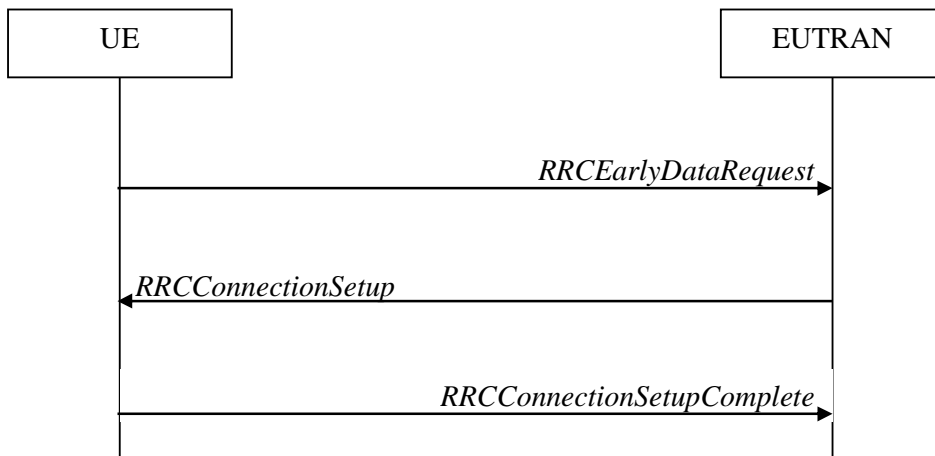 UE
EUTRAN
RRCEarlyDataRequest
RRCConnectionSetup
RRCConnectionSetupComplete